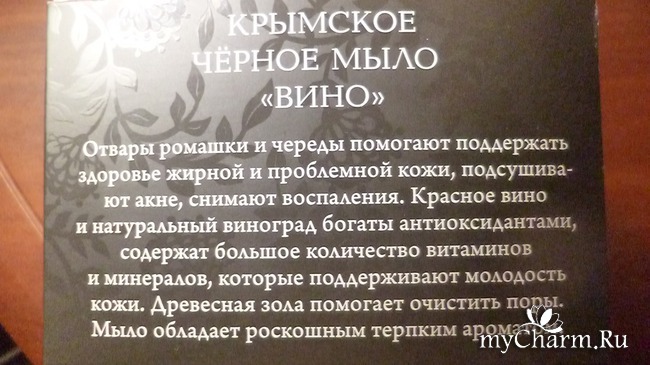 КРЫМСКОЕ
ЧЁРНОЕ МЫЛО
«ВИНО»
Отвары ромашки и череды помогают поддержать
здоровье жирной и проблемной кожи, подсушива-
ют акне, снимают воспаления. Красное вино
и натуральный виноград богаты антиоксидантами,
содержат большое количество витаминов
и минералов, которые поддерживают молодость
кожи. Древесная зола помогает очистить поры.
Мыло обладает роскошным терпким
myCharm.Ru